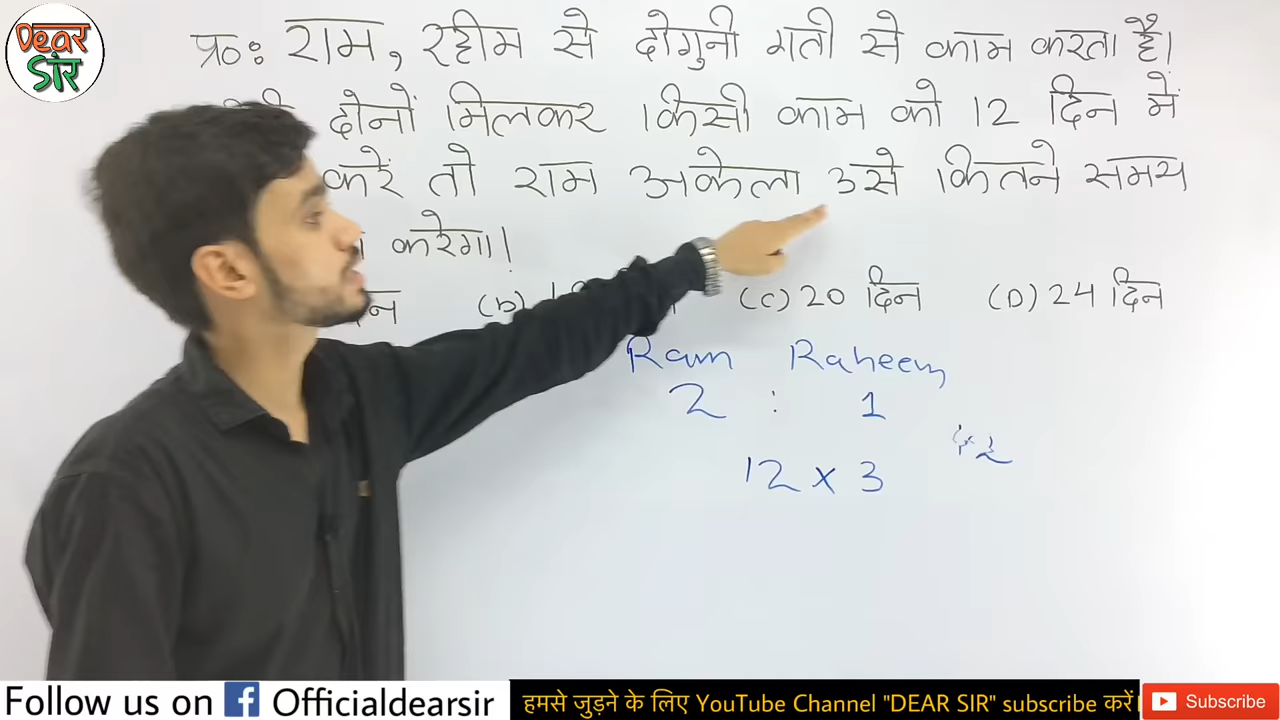 Dear
Sir
प्र०ः राम, रहीम से दोगुनी गती से काम करता है।
दोनों मिलकर किसी काम को 12 दिन में
करें तो राम अकेला उसे कितने समय
करेगा।
(b) (C) 20 दिन (D) 24 दिन
Ram Raheem
2 : 1
12 x 3
Follow us on f Officialdearsir
हमसे जुड़ने के लिए YouTube Channel "DEAR SIR" subscribe करें।
Subscribe